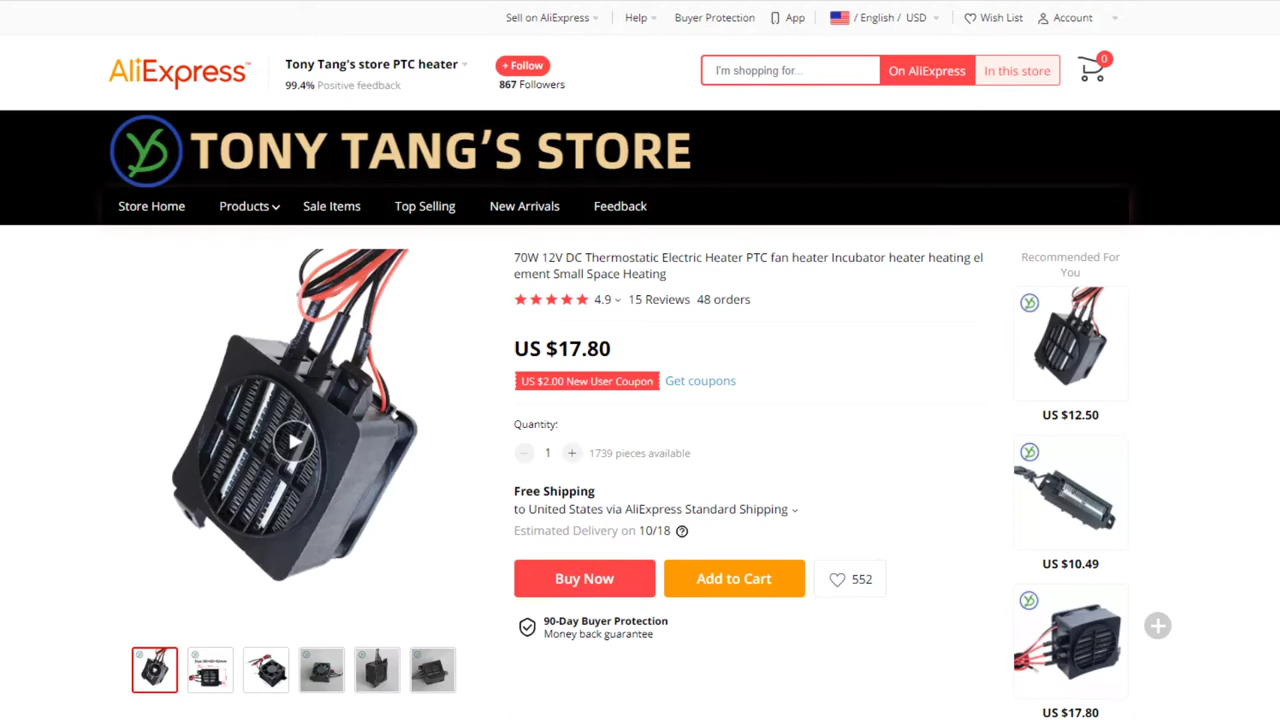 Sell on AliExpress
Help
Buyer Protection
App
/ English / USD
Wish List
Account
AliExpress™
Tony Tang's store PTC heater
99.4% Positive feedback
+ Follow
867 Followers
I'm shopping for...
On AliExpress
In this store
0
TONY TANG'S STORE
Store Home
Products
Sale Items
Top Selling
New Arrivals
Feedback
70W 12V DC Thermostatic Electric Heater PTC fan heater Incubator heater heating el
ement Small Space Heating
4.9
15 Reviews
48 orders
US $17.80
US $2.00 New User Coupon
Get coupons
Quantity:
1
1739 pieces available
Free Shipping
to United States via AliExpress Standard Shipping
Estimated Delivery on 10/18
Buy Now
Add to Cart
552
90-Day Buyer Protection
Money back guarantee
Recommended For
You
US $12.50
US $10.49
US $17.80